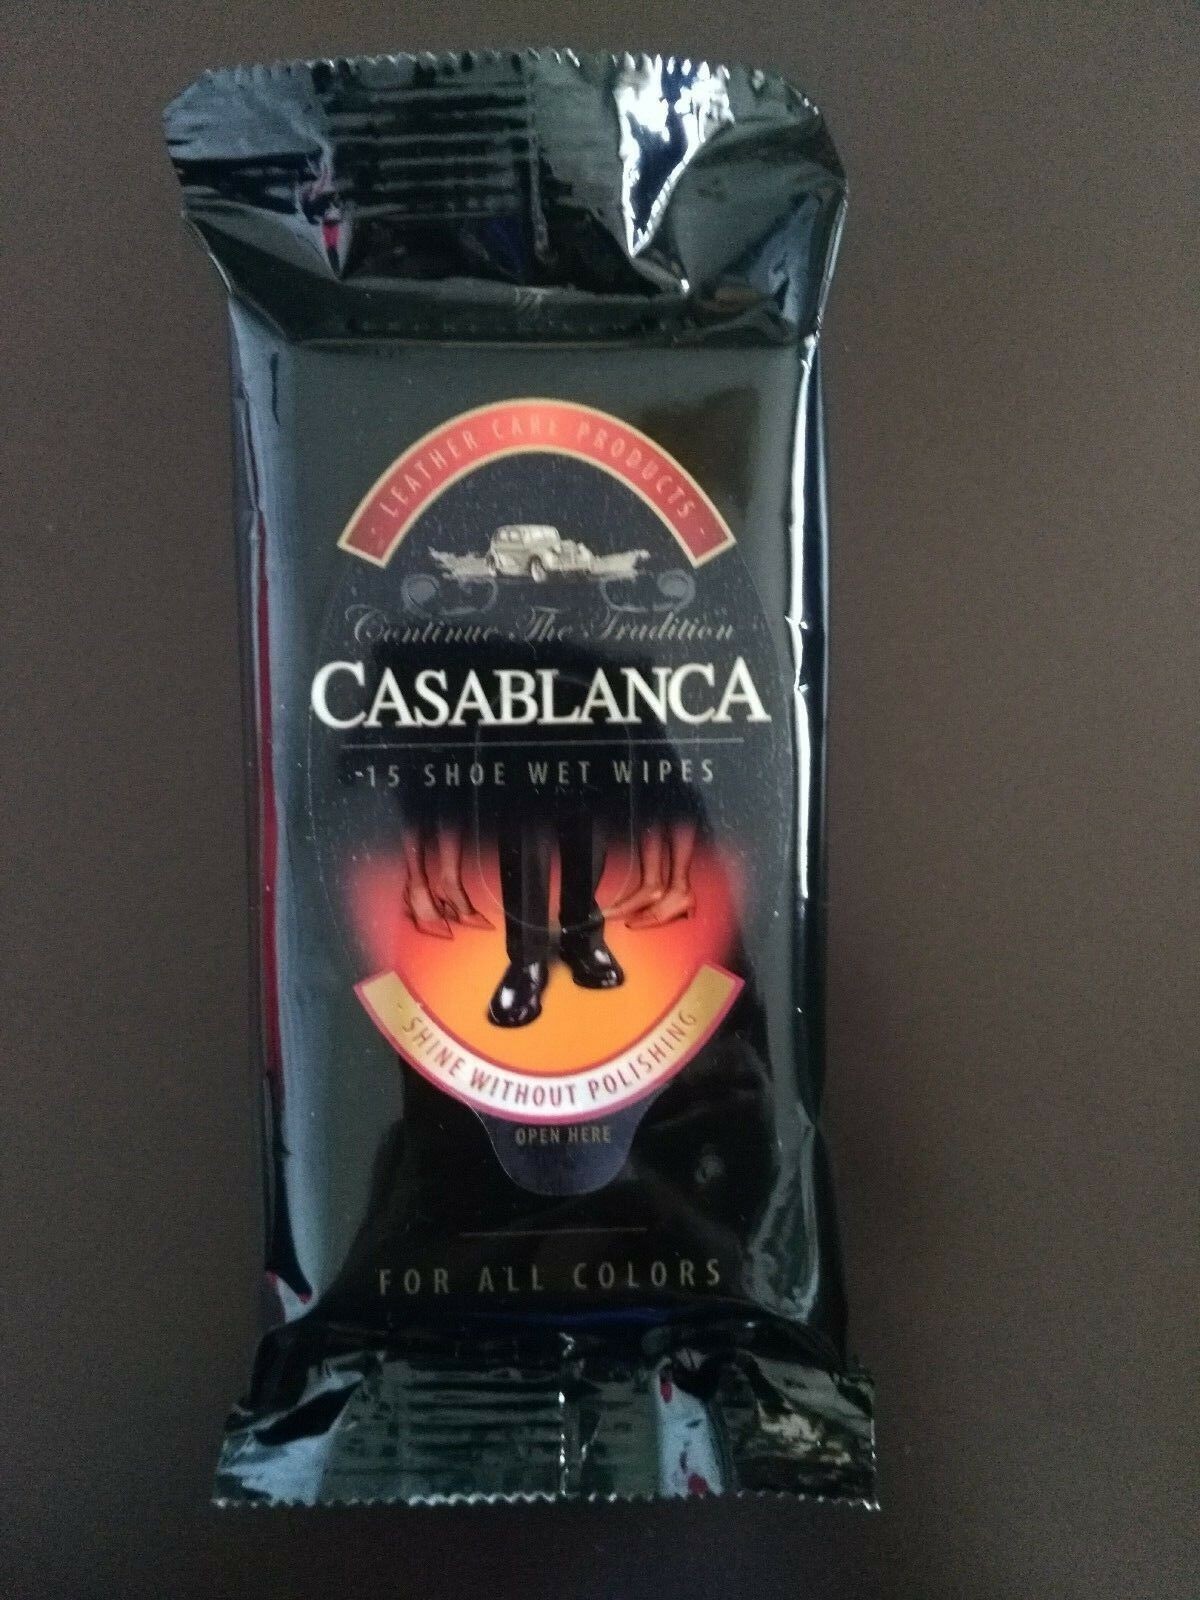 - LEATHER CARE PRODUCTS -
Continue The Tradition
CASABLANCA
15 SHOE WET WIPES
- SHINE WITHOUT POLISHING -
OPEN HERE
FOR ALL COLORS